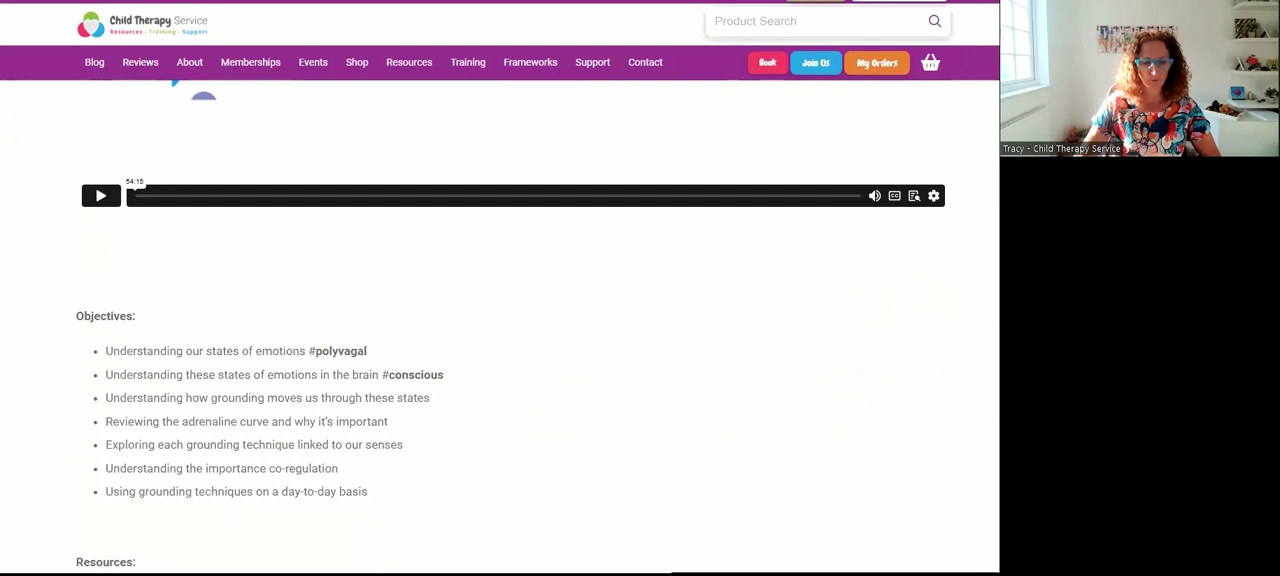 Child Therapy Service
Resources - Training - Support
Product Search
Blog Reviews About Memberships Events Shop Resources Training Frameworks Support Contact Book Join Us My Orders
54:15
CC
Objectives:
Understanding our states of emotions #polyvagal
Understanding these states of emotions in the brain #conscious
Understanding how grounding moves us through these states
Reviewing the adrenaline curve and why it's important
Exploring each grounding technique linked to our senses
Understanding the importance co-regulation
Using grounding techniques on a day-to-day basis
Resources:
Tracy - Child Therapy Service